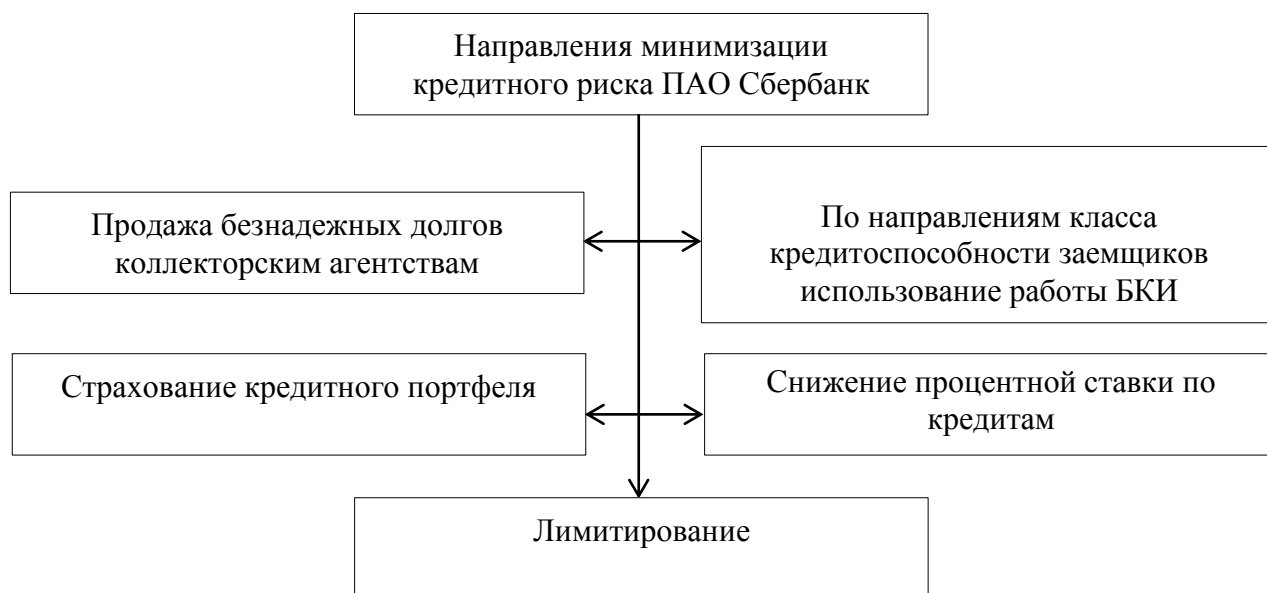 Направления минимизации
кредитного риска ПАО Сбербанк
Продажа безнадежных долгов
коллекторским агентствам
По направлениям класса
кредитоспособности заемщиков
использование работы БКИ
Страхование кредитного портфеля
Снижение процентной ставки по
кредитам
Лимитирование